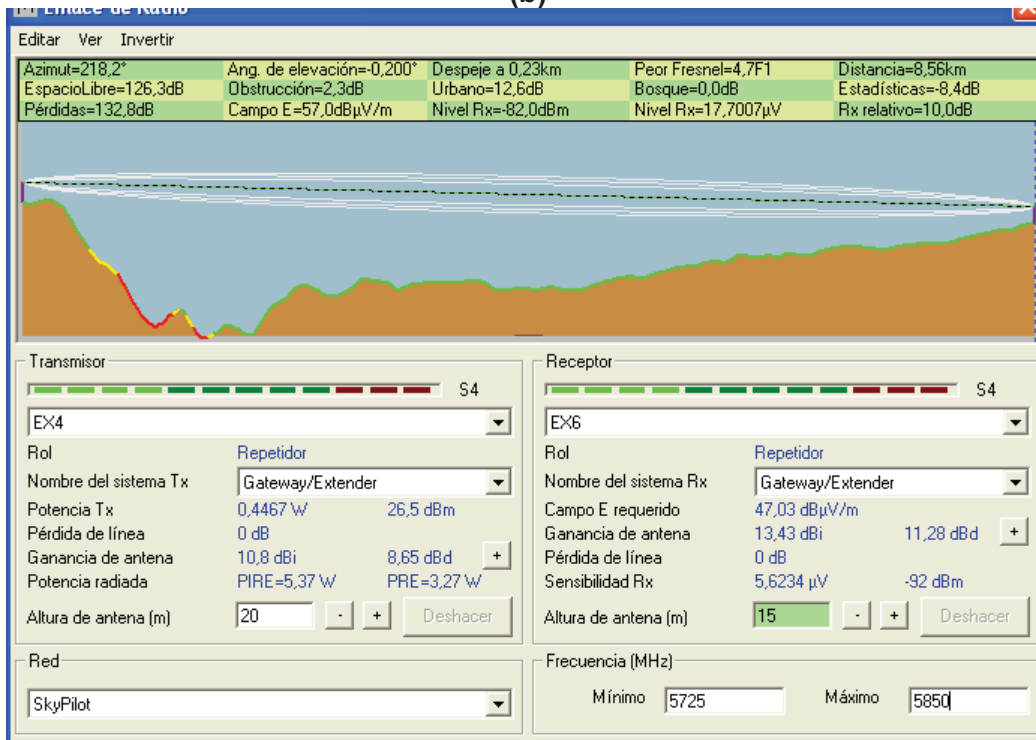 (b)
Enlace de Radio
Editar Ver Invertir
Azimut=218,2° Ang. de elevación=-0,200° Despeje a 0,23km Peor Fresnel=4,7F1 Distancia=8,56km
EspacioLibre=126,3dB Obstrucción=2,3dB Urbano=12,6dB Bosque=0,0dB Estadísticas=-8,4dB
Pérdidas=132,8dB Campo E=57,0dBµV/m Nivel Rx=-82,0dBm Nivel Rx=17,7007µV Rx relativo=10,0dB
Transmisor
S4
EX4
Rol Repetidor
Nombre del sistema Tx Gateway/Extender
Potencia Tx 0,4467 W 26,5 dBm
Pérdida de línea 0 dB
Ganancia de antena 10,8 dBi 8,65 dBd +
Potencia radiada PIRE=5,37 W PRE=3,27 W
Altura de antena (m) 20 - + Deshacer
Red
SkyPilot
Receptor
S4
EX6
Rol Repetidor
Nombre del sistema Rx Gateway/Extender
Campo E requerido 47,03 dBµV/m
Ganancia de antena 13,43 dBi 11,28 dBd +
Pérdida de línea 0 dB
Sensibilidad Rx 5,6234 µV -92 dBm
Altura de antena (m) 15 - + Deshacer
Frecuencia (MHz)
Mínimo 5725 Máximo 5850